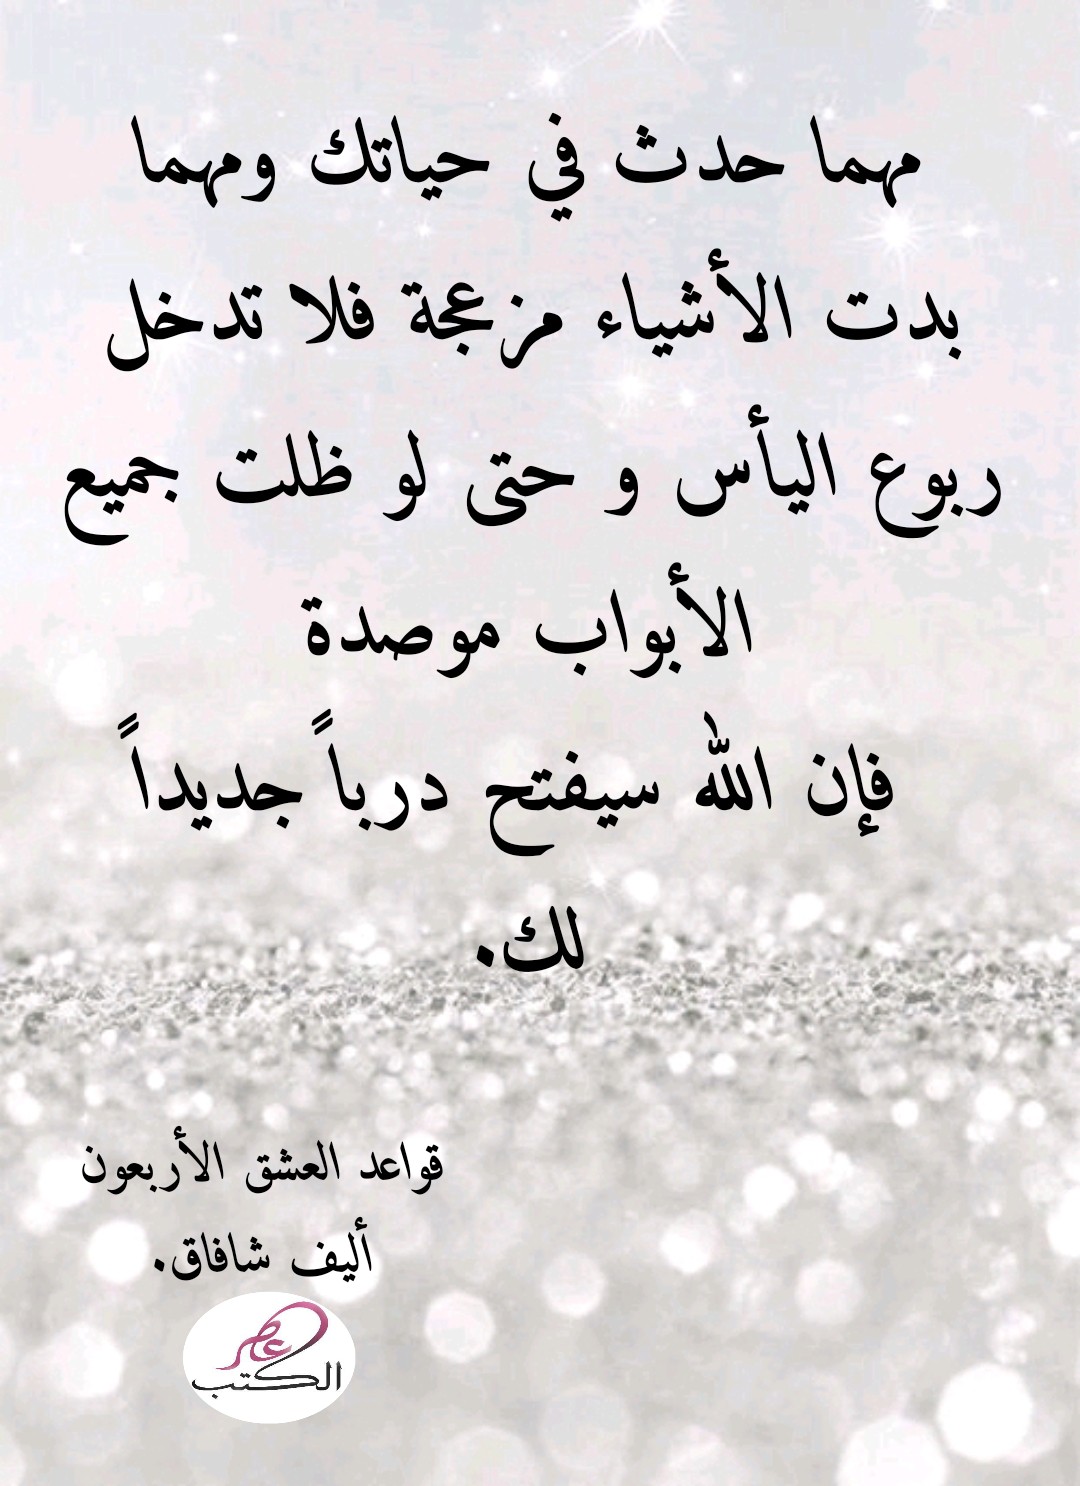 مهما حدث في حياتك ومهما
بدت الأشياء مزعجة فلا تدخل
ربوع اليأس و حتى لو ظلت جميع
الأبواب موصدة
فإن الله سيفتح درباً جديداً
لك.
قواعد العشق الأربعون
أليف شافاق.
عصر
الكتب